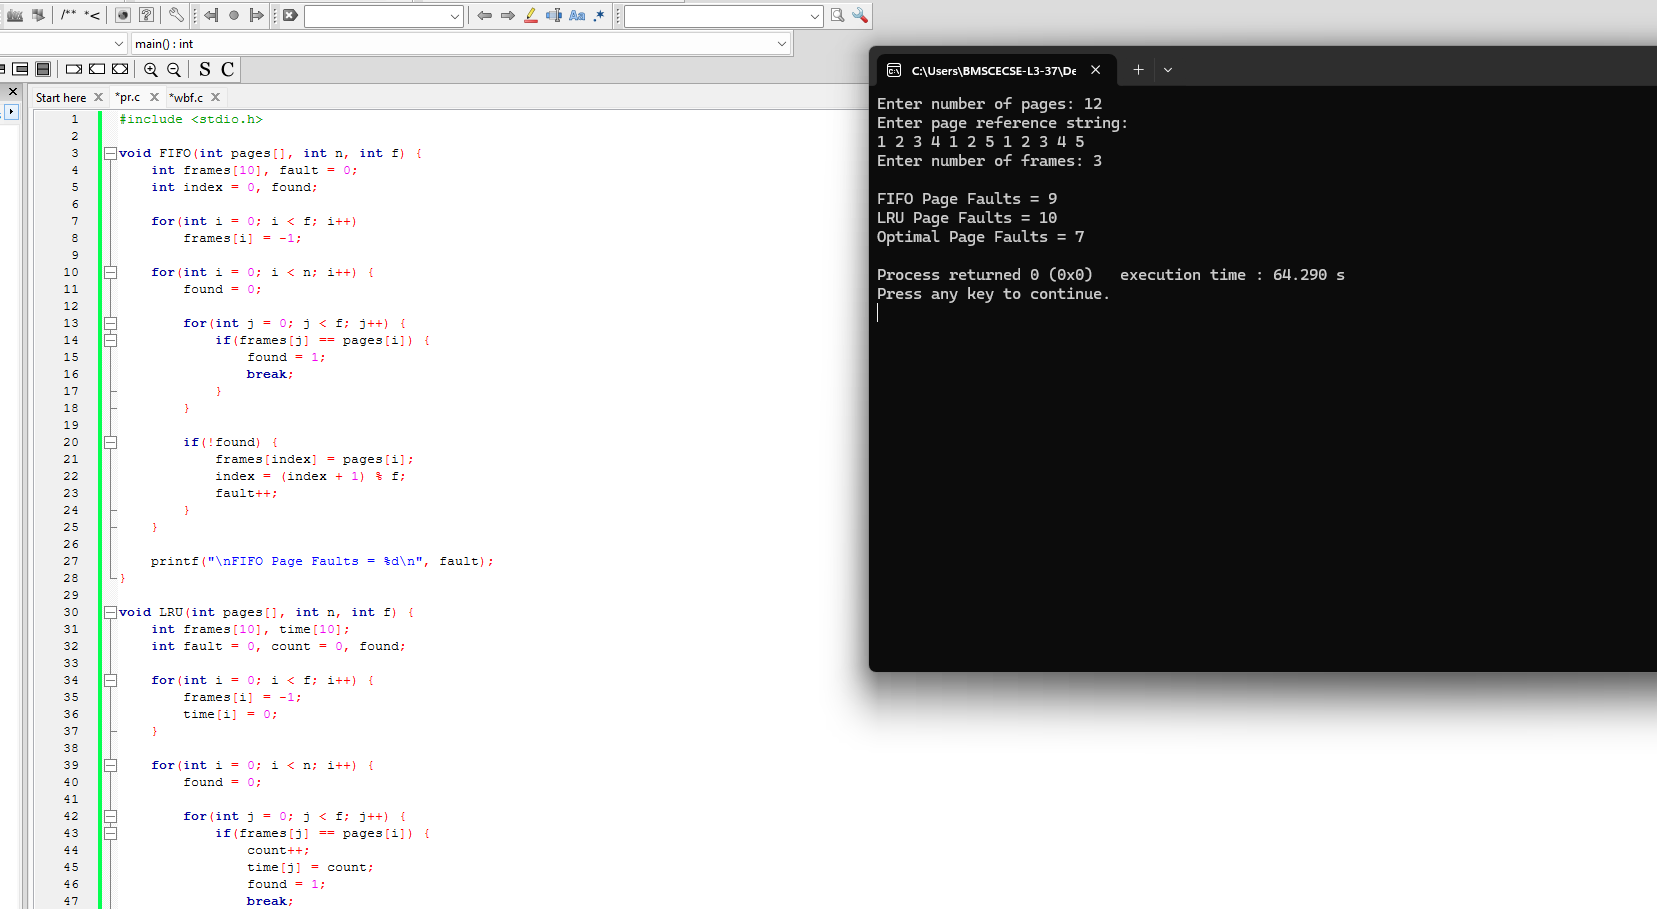 /** *<
main() : int
S C
Start here *pr.c *wbf.c
1 #include <stdio.h>
2
3 void FIFO(int pages[], int n, int f) {
4     int frames[10], fault = 0;
5     int index = 0, found;
6
7     for(int i = 0; i < f; i++)
8         frames[i] = -1;
9
10     for(int i = 0; i < n; i++) {
11         found = 0;
12
13         for(int j = 0; j < f; j++) {
14             if(frames[j] == pages[i]) {
15                 found = 1;
16                 break;
17             }
18         }
19
20         if(!found) {
21             frames[index] = pages[i];
22             index = (index + 1) % f;
23             fault++;
24         }
25     }
26
27     printf("\nFIFO Page Faults = %d\n", fault);
28 }
29
30 void LRU(int pages[], int n, int f) {
31     int frames[10], time[10];
32     int fault = 0, count = 0, found;
33
34     for(int i = 0; i < f; i++) {
35         frames[i] = -1;
36         time[i] = 0;
37     }
38
39     for(int i = 0; i < n; i++) {
40         found = 0;
41
42         for(int j = 0; j < f; j++) {
43             if(frames[j] == pages[i]) {
44                 count++;
45                 time[j] = count;
46                 found = 1;
47                 break;
C:\Users\BMSCECSE-L3-37\De
Enter number of pages: 12
Enter page reference string:
1 2 3 4 1 2 5 1 2 3 4 5
Enter number of frames: 3
FIFO Page Faults = 9
LRU Page Faults = 10
Optimal Page Faults = 7
Process returned 0 (0x0)   execution time : 64.290 s
Press any key to continue.